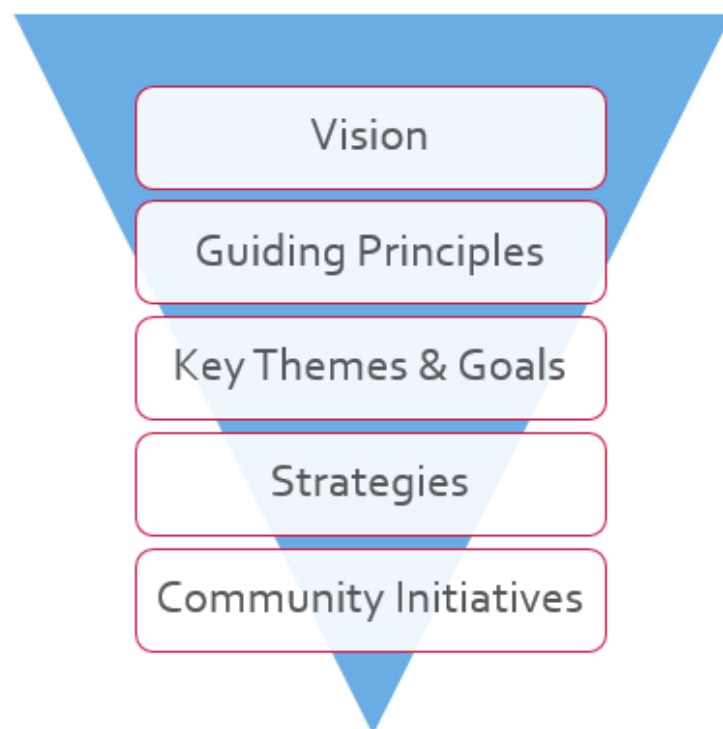 Vision
Guiding Principles
Key Themes & Goals
Strategies
Community Initiatives